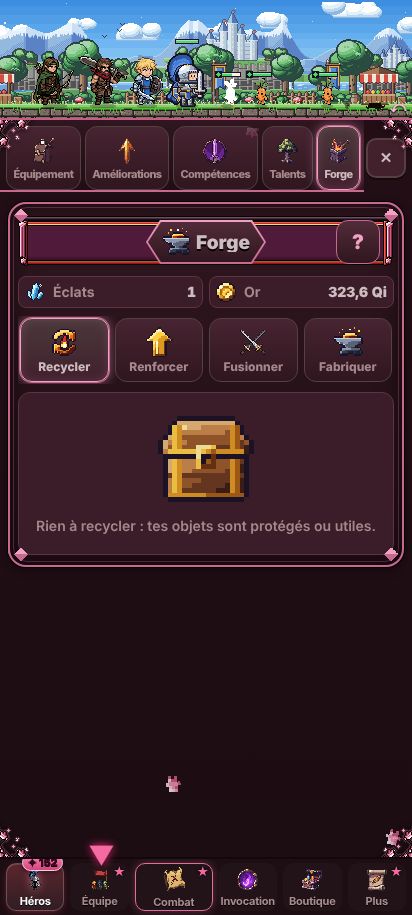 Équipement
Améliorations
Compétences
Talents
Forge
×
Forge
?
Éclats
1
Or
323,6 Qi
Recycler
Renforcer
Fusionner
Fabriquer
Rien à recycler : tes objets sont protégés ou utiles.
Héros
Équipe
Combat
Invocation
Boutique
Plus